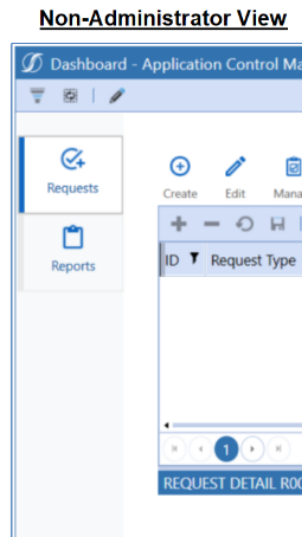 Non-Administrator View
Dashboard - Application Control Ma
Requests
Reports
Create Edit Mana
ID Request Type
1
REQUEST DETAIL R00